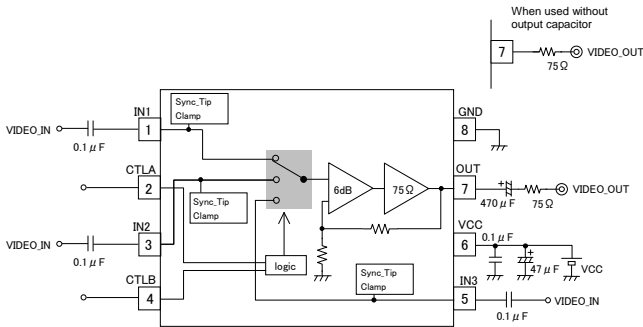 When used without
output capacitor
7
75Ω
VIDEO_OUT
Sync_Tip
Clamp
IN1
VIDEO_IN
0.1μF
1
GND
8
CTLA
2
6dB
75Ω
OUT
7
470μF
75Ω
VIDEO_OUT
Sync_Tip
Clamp
IN2
VIDEO_IN
0.1μF
3
VCC
6
0.1μF
47μF
VCC
logic
CTLB
4
Sync_Tip
Clamp
IN3
5
0.1μF
VIDEO_IN